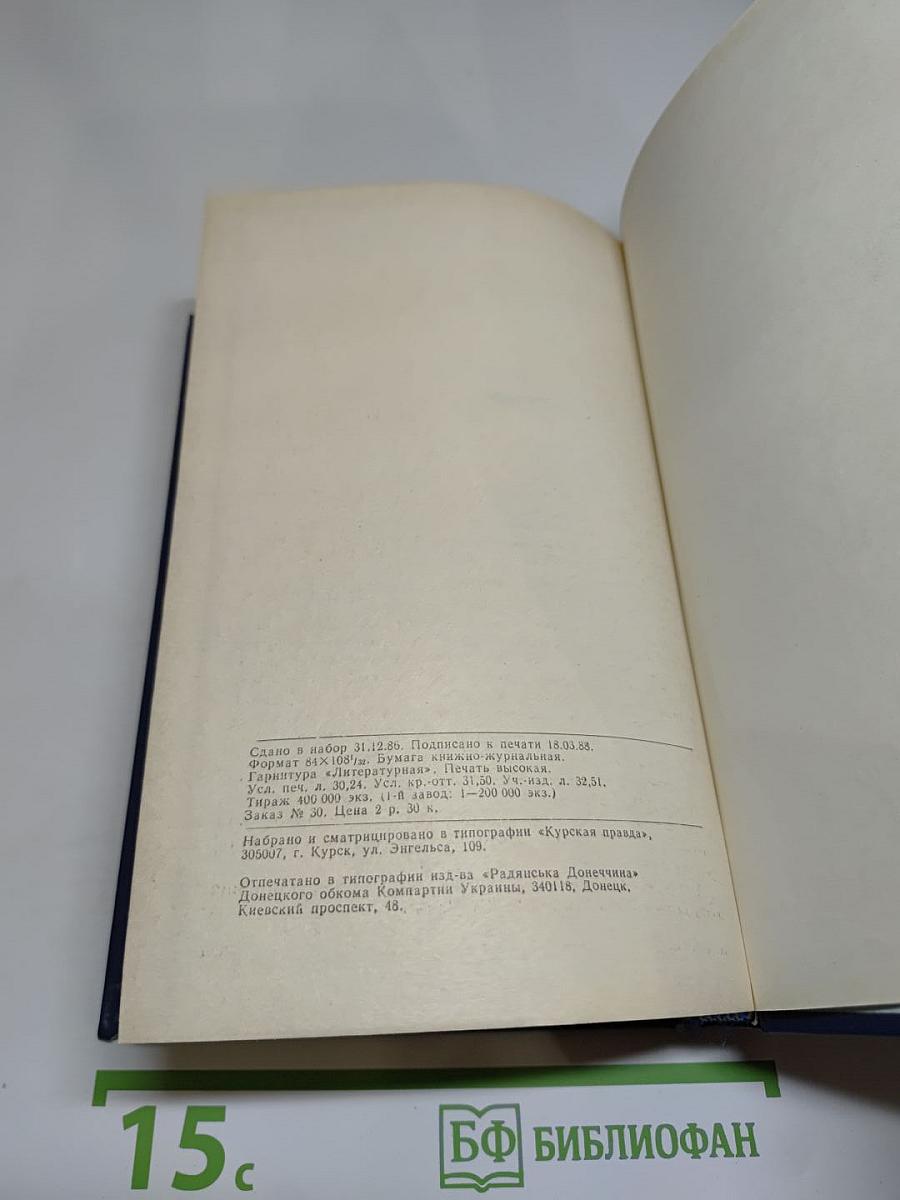 Сдано в набор 31.12.86. Подписано к печати 18.03.88.
Формат 84×108¹/₃₂. Бумага книжно-журнальная.
Гарнитура «Литературная». Печать высокая.
Усл. печ. л. 30,24. Усл. кр.-отт. 31,50. Уч.-изд. л. 32,51.
Тираж 400 000 экз. (1-й завод: 1—200 000 экз.)
Заказ № 30. Цена 2 р. 30 к.
Набрано и сматрицировано в типографии «Курская правда»,
305007, г. Курск, ул. Энгельса, 109.
Отпечатано в типографии изд-ва «Радянська Донеччина»
Донецкого обкома Компартии Украины, 340118, Донецк,
Киевский проспект, 48.
15 с
БФ БИБЛИОФАН